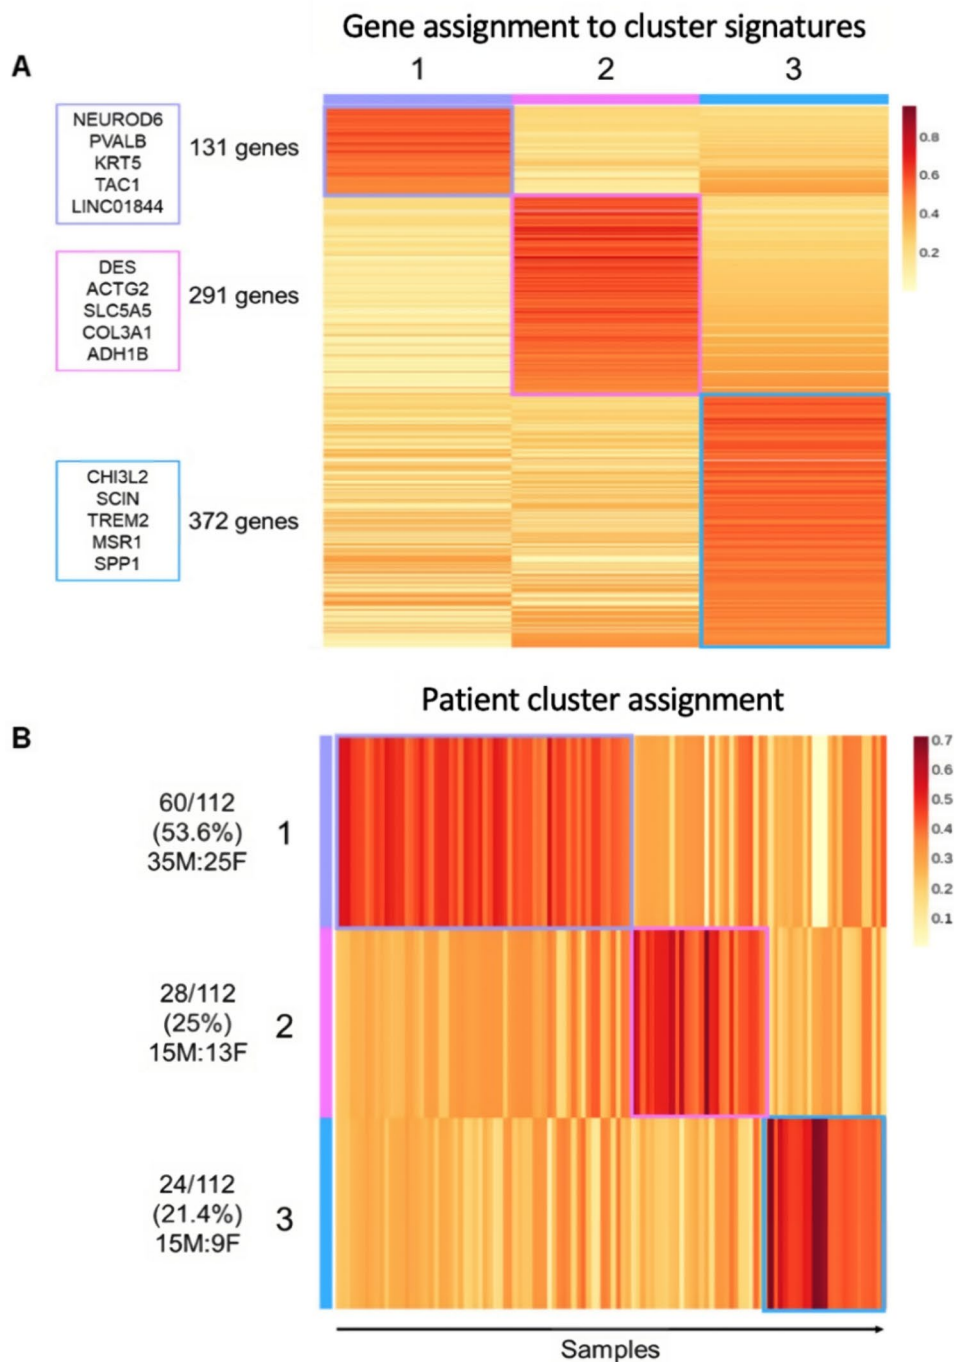 Gene assignment to cluster signatures
A
1 2 3
NEUROD6
PVALB
KRT5
TAC1
LINC01844
131 genes
DES
ACTG2
SLC5A5
COL3A1
ADH1B
291 genes
CHI3L2
SCIN
TREM2
MSR1
SPP1
372 genes
0.8
0.6
0.4
0.2
Patient cluster assignment
B
60/112
(53.6%)
35M:25F
1
28/112
(25%)
15M:13F
2
24/112
(21.4%)
15M:9F
3
0.7
0.6
0.5
0.4
0.3
0.2
0.1
Samples